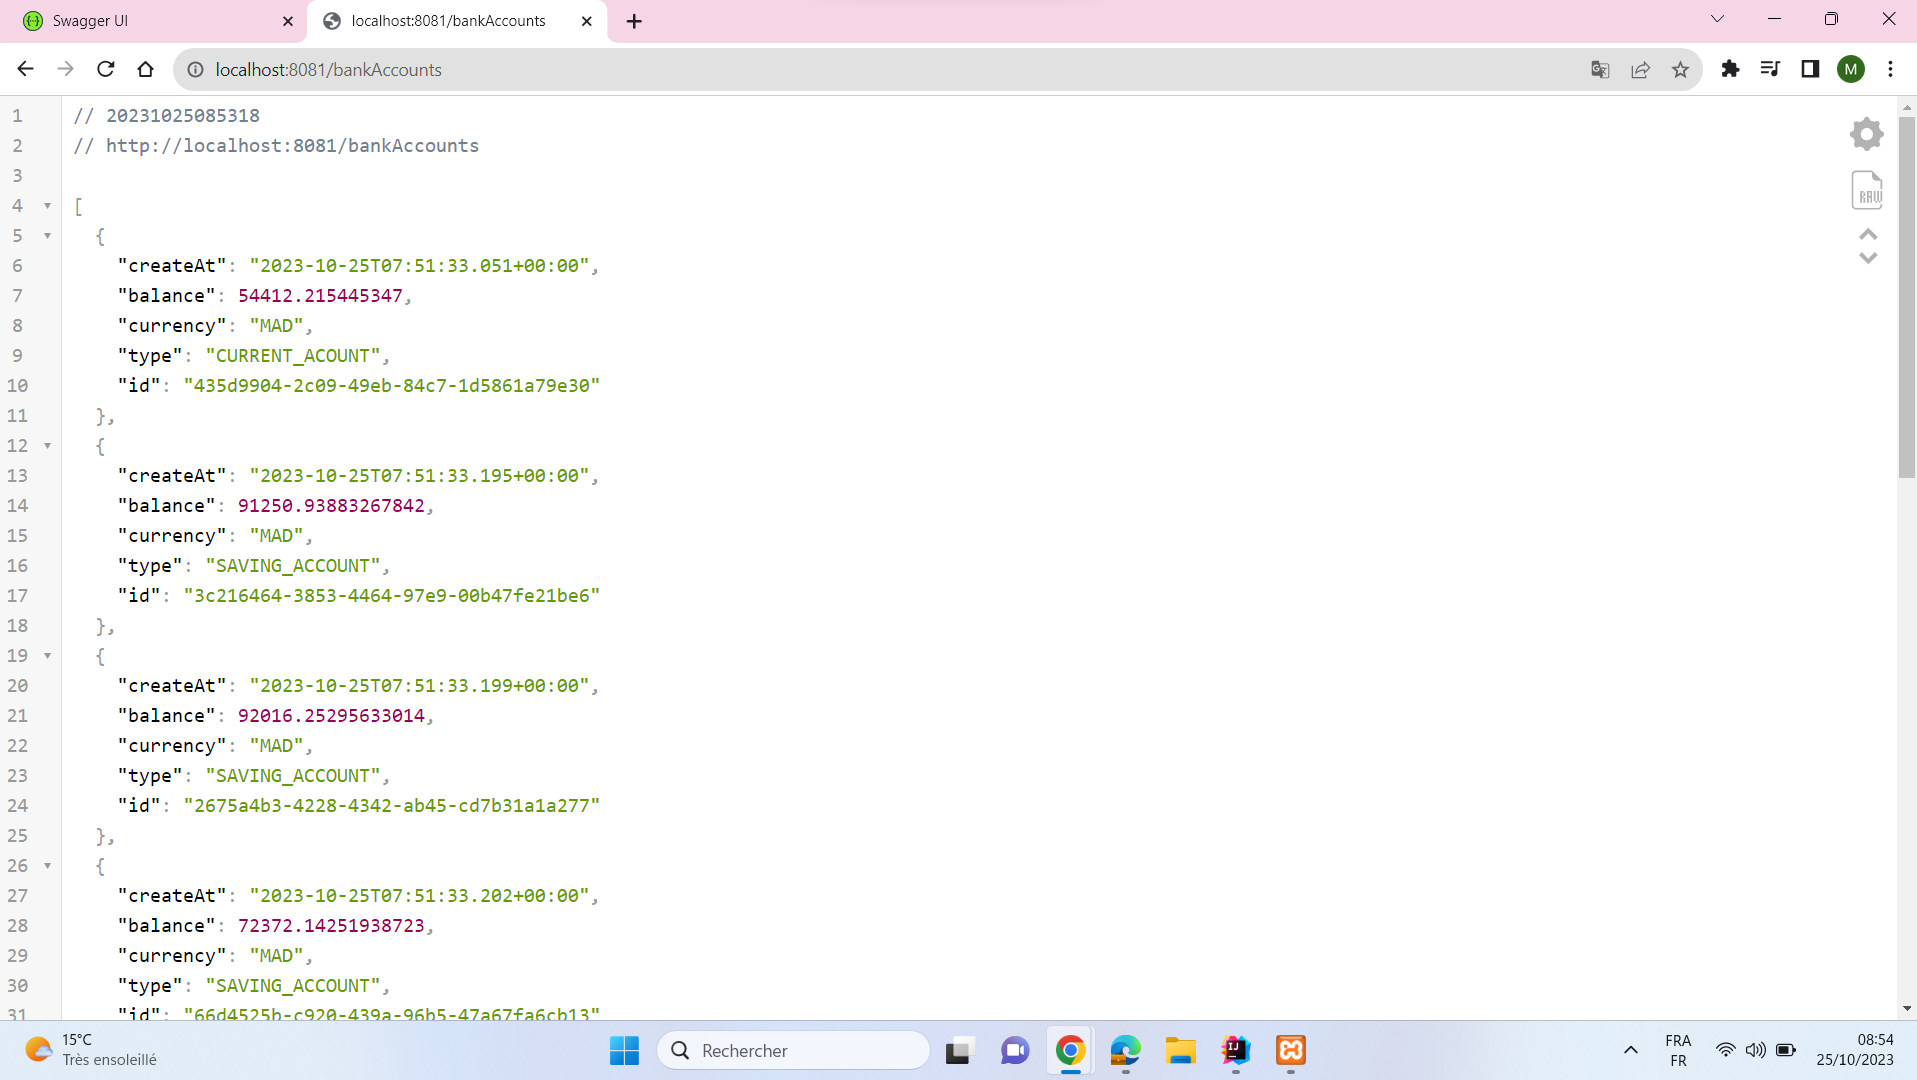 Swagger UI
localhost:8081/bankAccounts
localhost:8081/bankAccounts
M
1 // 20231025085318
2 // http://localhost:8081/bankAccounts
3
4 [
5 {
6 "createAt": "2023-10-25T07:51:33.051+00:00",
7 "balance": 54412.215445347,
8 "currency": "MAD",
9 "type": "CURRENT_ACOUNT",
10 "id": "435d9904-2c09-49eb-84c7-1d5861a79e30"
11 },
12 {
13 "createAt": "2023-10-25T07:51:33.195+00:00",
14 "balance": 91250.93883267842,
15 "currency": "MAD",
16 "type": "SAVING_ACCOUNT",
17 "id": "3c216464-3853-4464-97e9-00b47fe21be6"
18 },
19 {
20 "createAt": "2023-10-25T07:51:33.199+00:00",
21 "balance": 92016.25295633014,
22 "currency": "MAD",
23 "type": "SAVING_ACCOUNT",
24 "id": "2675a4b3-4228-4342-ab45-cd7b31a1a277"
25 },
26 {
27 "createAt": "2023-10-25T07:51:33.202+00:00",
28 "balance": 72372.14251938723,
29 "currency": "MAD",
30 "type": "SAVING_ACCOUNT",
31 "id": "66d4525b-c920-439a-96b5-47a67fa6cb13"
RAW
15°C
Très ensoleillé
Rechercher
IJ
FRA
FR
08:54
25/10/2023